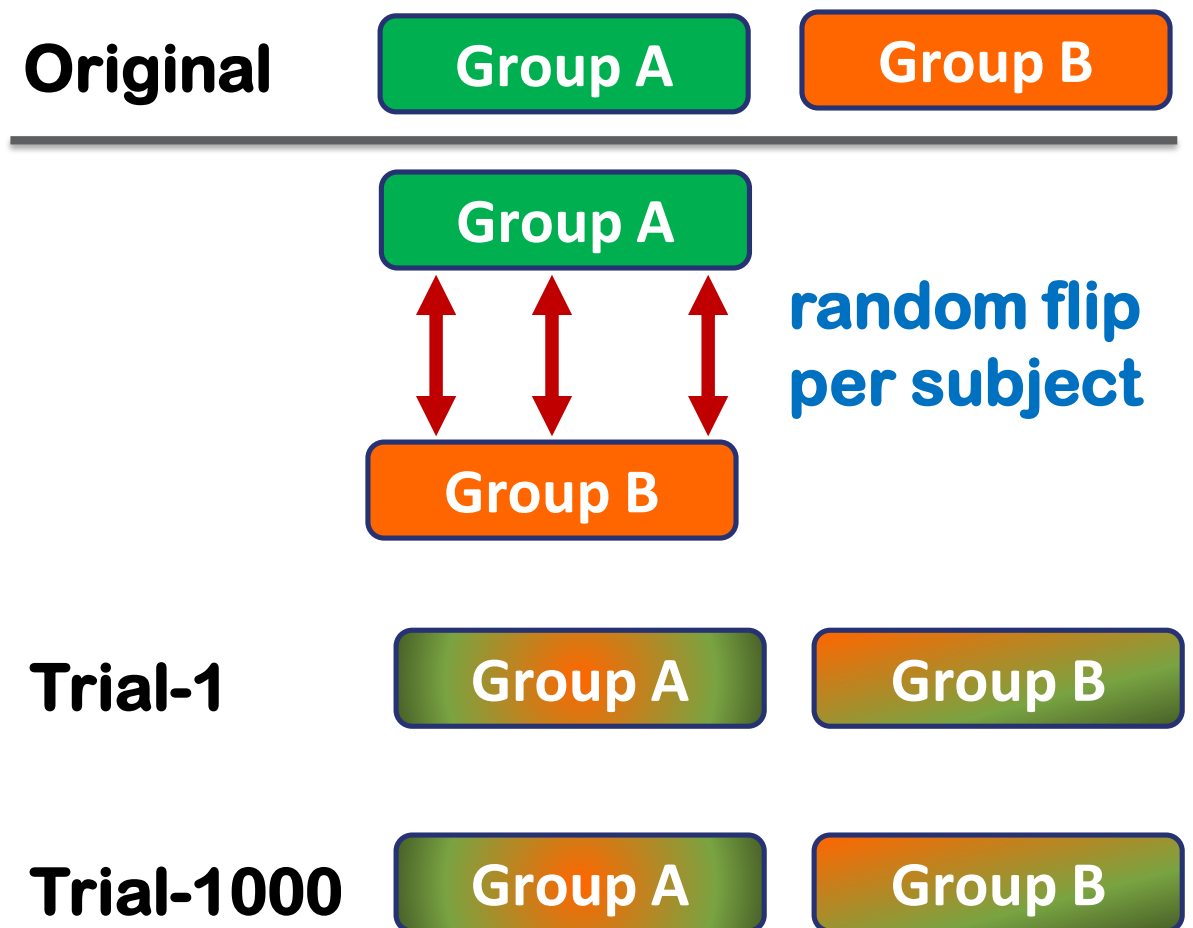 Original
Group A
Group B
Group A
random flip
per subject
Group B
Trial-1
Group A
Group B
Trial-1000
Group A
Group B